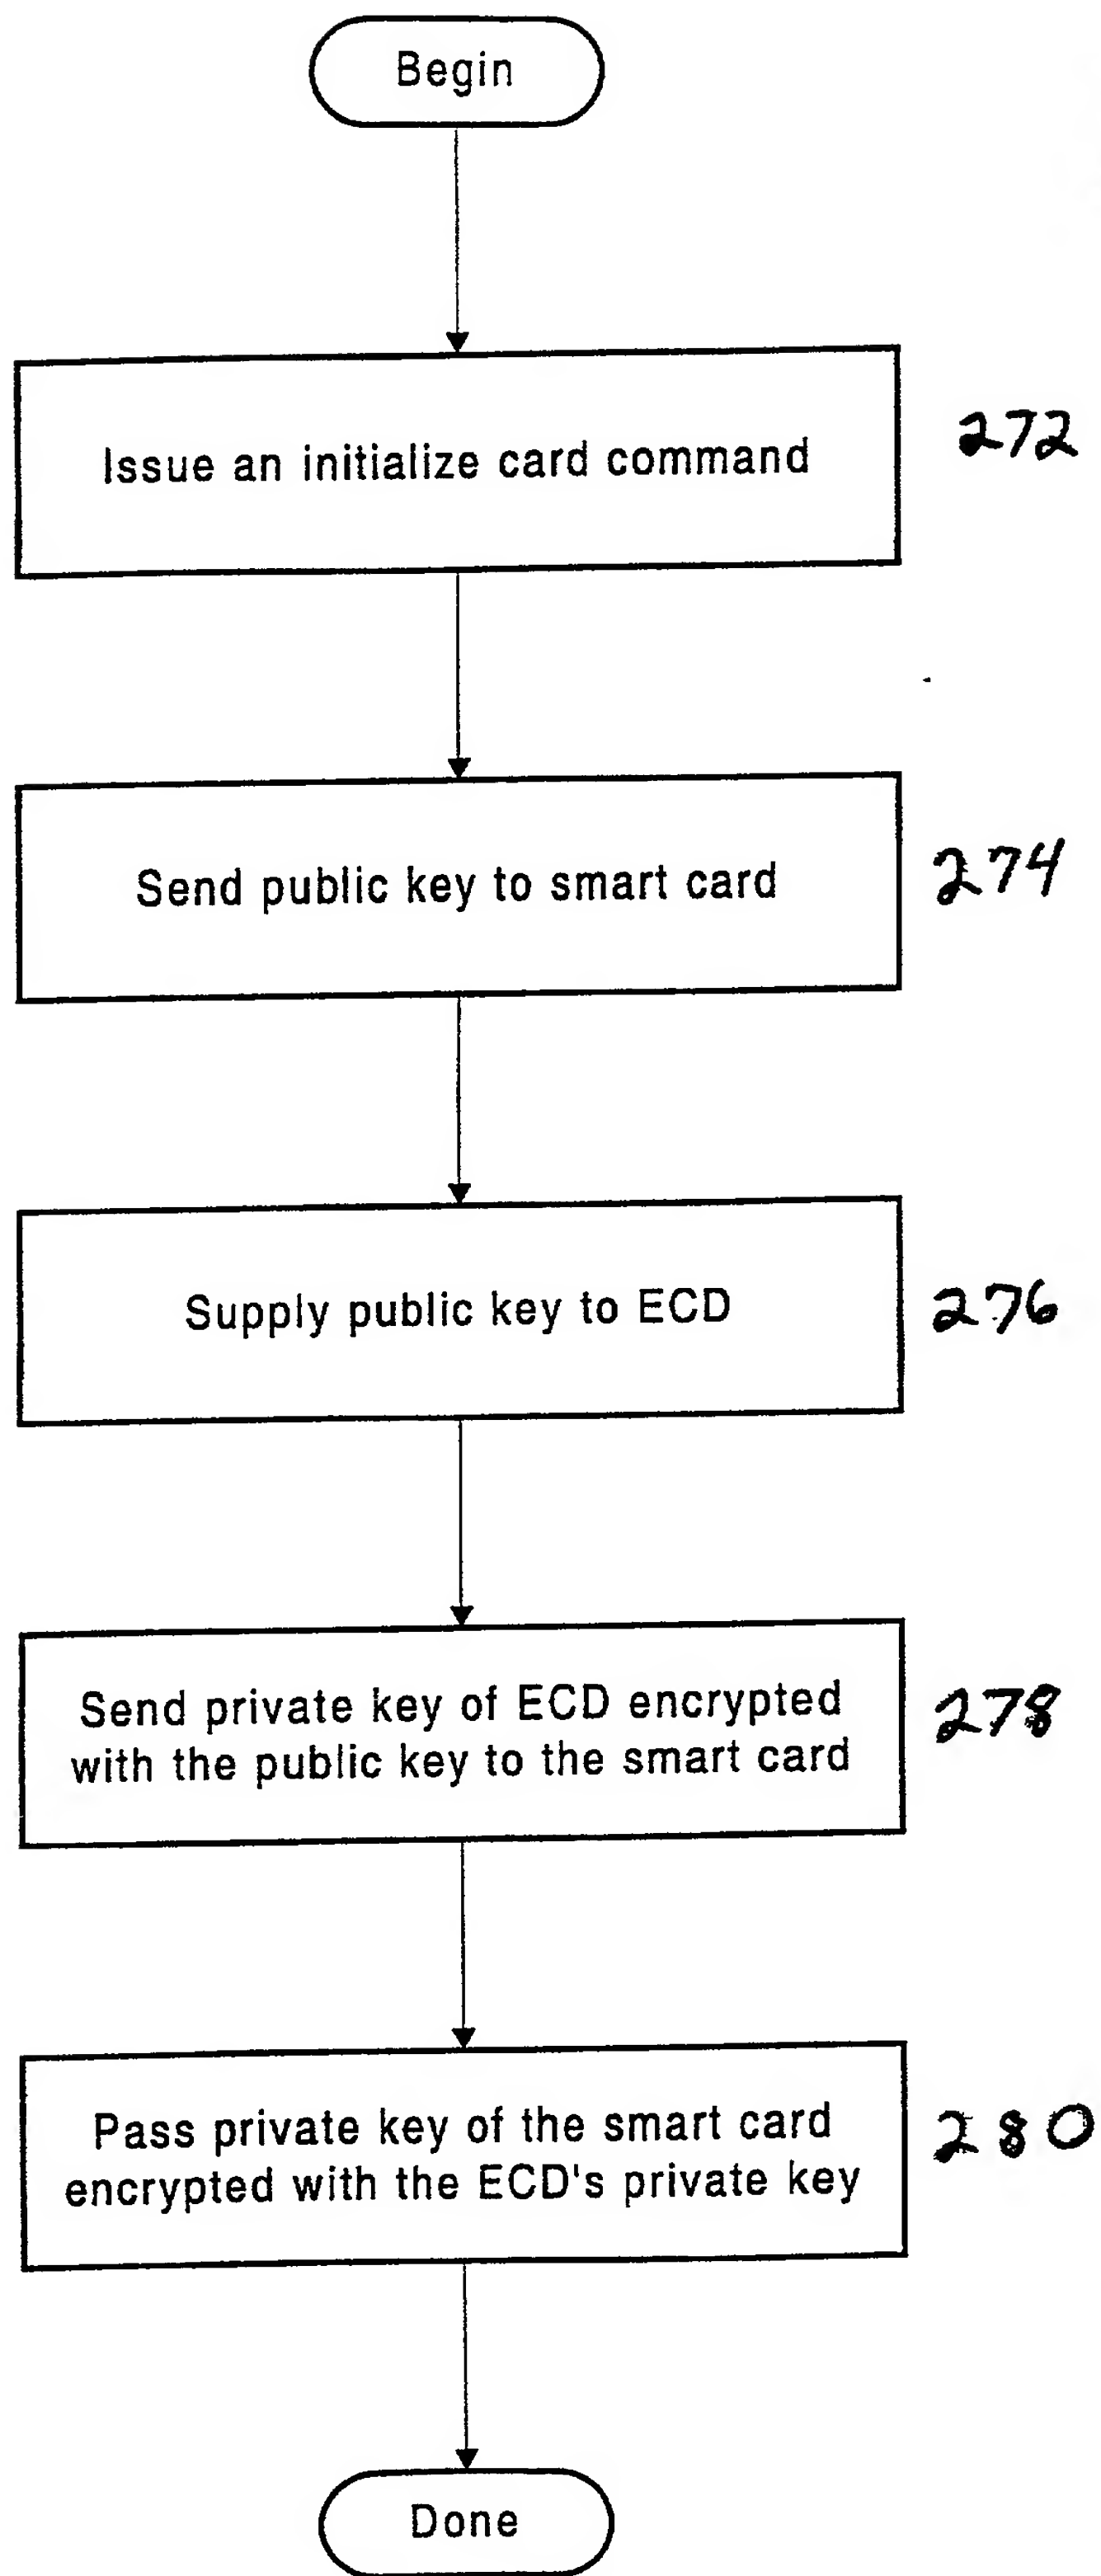 Begin
Issue an initialize card command
272
Send public key to smart card
274
Supply public key to ECD
276
Send private key of ECD encrypted
with the public key to the smart card
278
Pass private key of the smart card
encrypted with the ECD's private key
280
Done